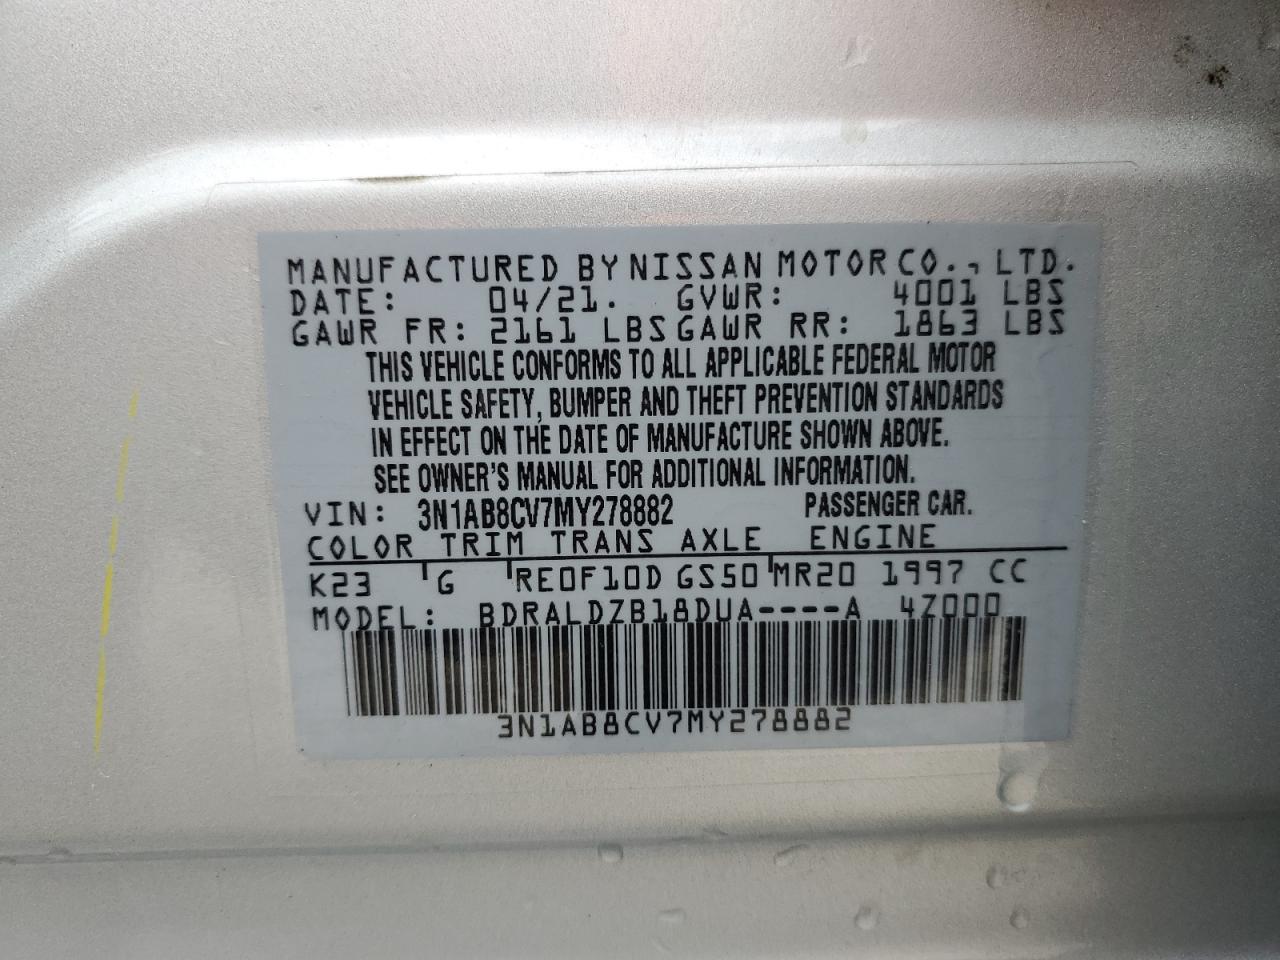 MANUFACTURED BY NISSAN MOTOR CO., LTD.
DATE: 04/21. GVWR: 4001 LBS
GAWR FR: 2161 LBS GAWR RR: 1863 LBS
THIS VEHICLE CONFORMS TO ALL APPLICABLE FEDERAL MOTOR
VEHICLE SAFETY, BUMPER AND THEFT PREVENTION STANDARDS
IN EFFECT ON THE DATE OF MANUFACTURE SHOWN ABOVE.
SEE OWNER'S MANUAL FOR ADDITIONAL INFORMATION.
VIN: 3N1AB8CV7MY278882 PASSENGER CAR.
COLOR TRIM TRANS AXLE ENGINE
K23 G RE0F10D GS50 MR20 1997 CC
MODEL: BDRALDZB18DUA----A 4Z000
3N1AB8CV7MY278882